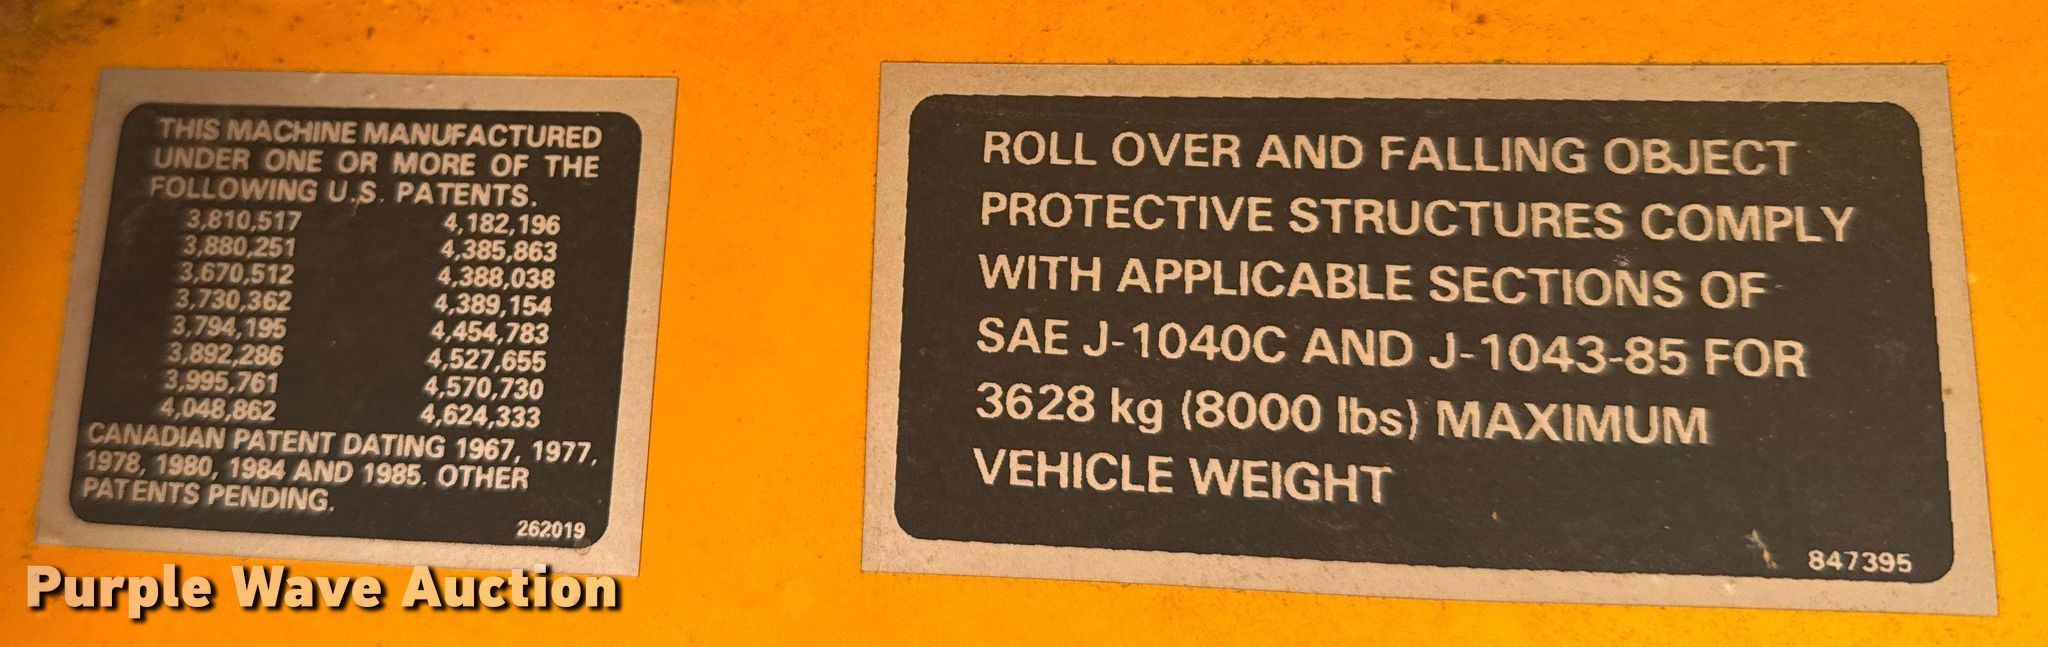 THIS MACHINE MANUFACTURED
UNDER ONE OR MORE OF THE
FOLLOWING U.S. PATENTS.
3,810,517 4,182,196
3,880,251 4,385,863
3,670,512 4,388,038
3,730,362 4,389,154
3,794,195 4,454,783
3,892,286 4,527,655
3,995,761 4,570,730
4,048,862 4,624,333
CANADIAN PATENT DATING 1967, 1977,
1978, 1980, 1984 AND 1985. OTHER
PATENTS PENDING.
262019
ROLL OVER AND FALLING OBJECT
PROTECTIVE STRUCTURES COMPLY
WITH APPLICABLE SECTIONS OF
SAE J-1040C AND J-1043-85 FOR
3628 kg (8000 lbs) MAXIMUM
VEHICLE WEIGHT
847395
Purple Wave Auction